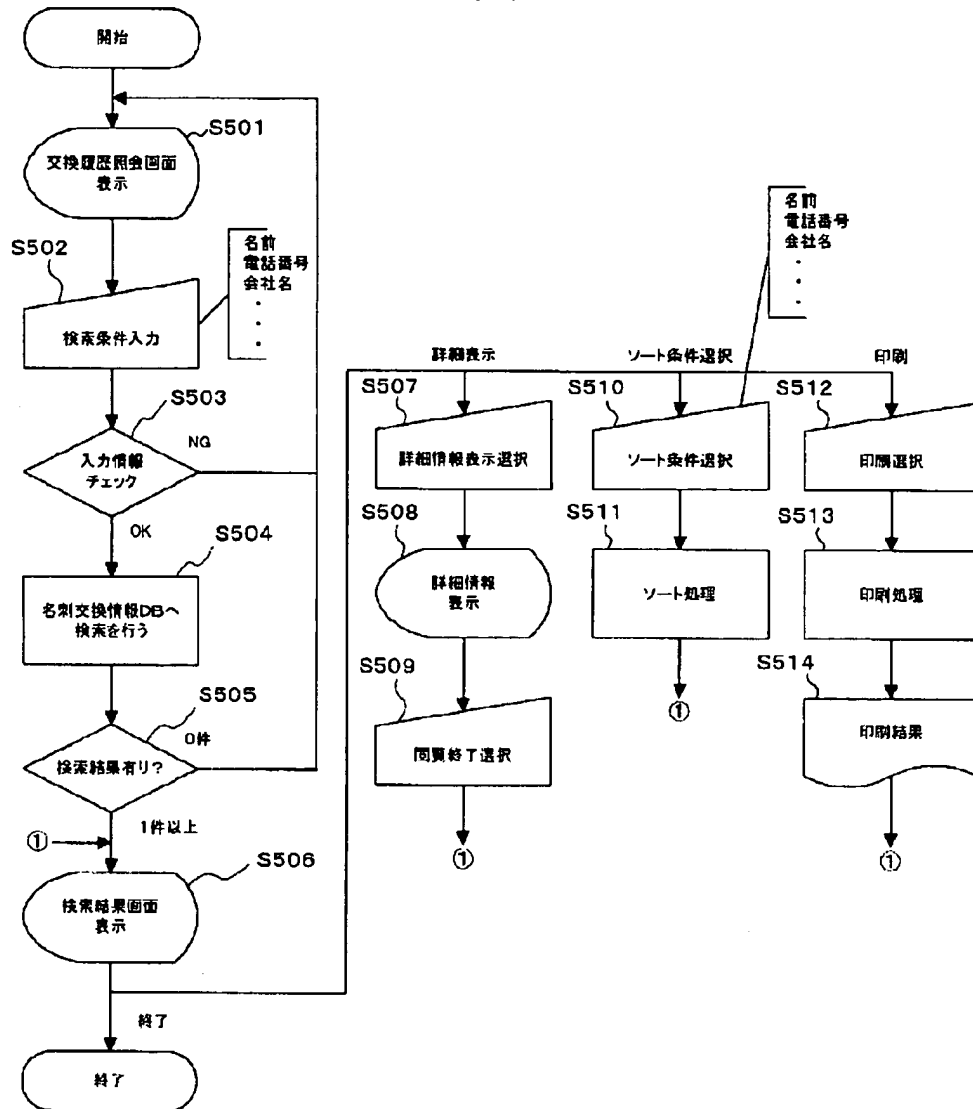 開始
S501
交換履歴照会画面
表示
S502
名前
電話番号
会社名
・
・
・
検索条件入力
S503
入力情報
チェック
NG
OK
S504
名刺交換情報DBへ
検索を行う
S505
検索結果有り?
0件
1件以上
①
S506
検索結果画面
表示
終了
終了
詳細表示
S507
詳細情報表示選択
S508
詳細情報
表示
S509
閲覧終了選択
①
名前
電話番号
会社名
・
・
・
ソート条件選択
S510
ソート条件選択
S511
ソート処理
①
印刷
S512
印刷選択
S513
印刷処理
S514
印刷結果
①